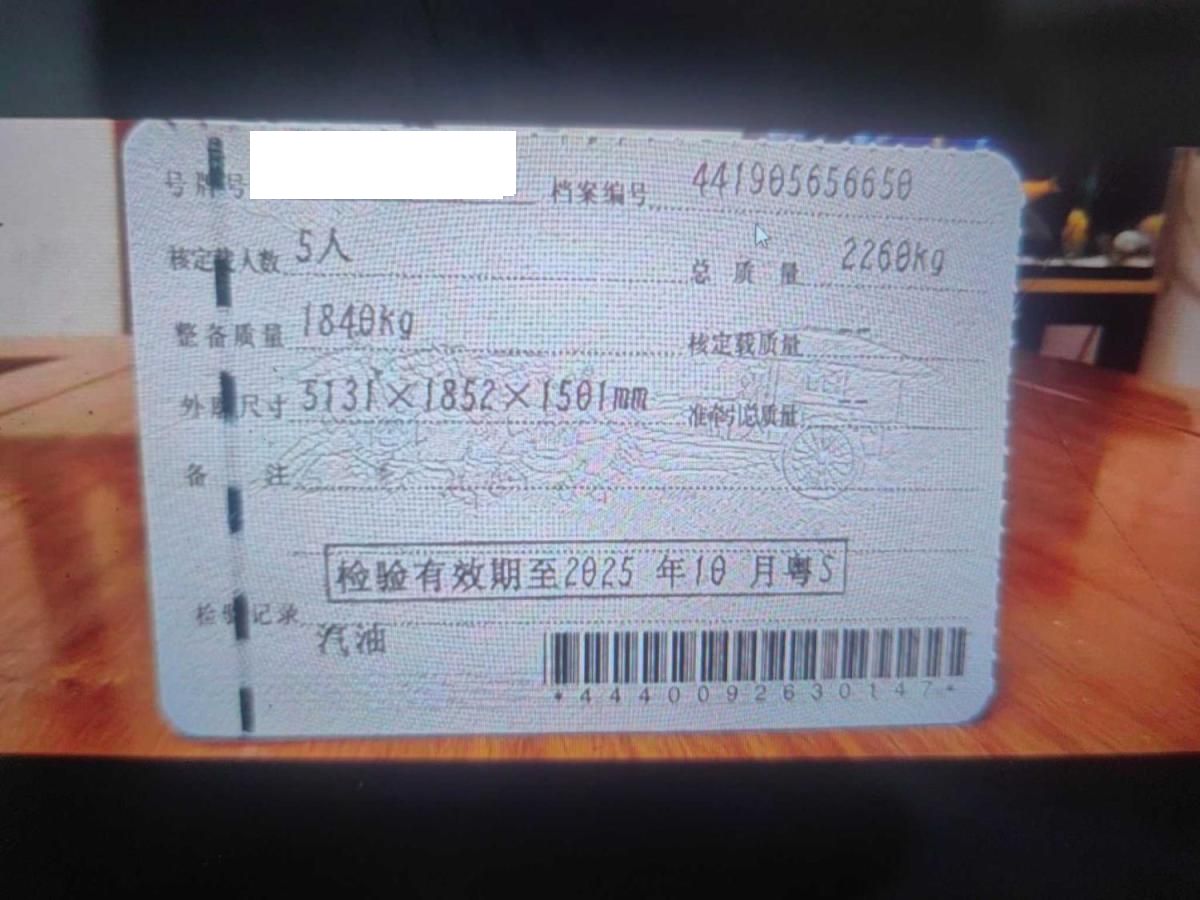 号牌号 档案编号 441905656650
核定载人数 5人 总质量 2260kg
整备质量 1840kg 核定载质量 --
外廓尺寸 5131×1852×1501mm 准牵引总质量 --
备注
检验有效期至2025 年10 月粤S
检验记录
汽油
*4440092630147*